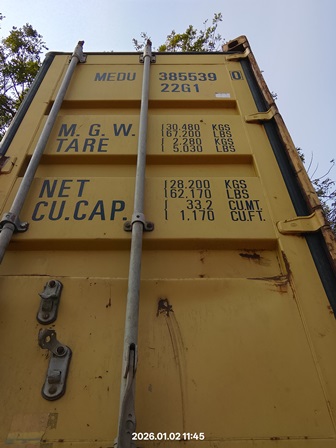 MEDU 385539 0
22G1
M.G.W. 30.480 KGS
67.200 LBS
TARE 2.280 KGS
5.030 LBS
NET 28.200 KGS
62.170 LBS
CU.CAP. 33.2 CU.MT.
1.170 CU.FT.
2026.01.02 11:45